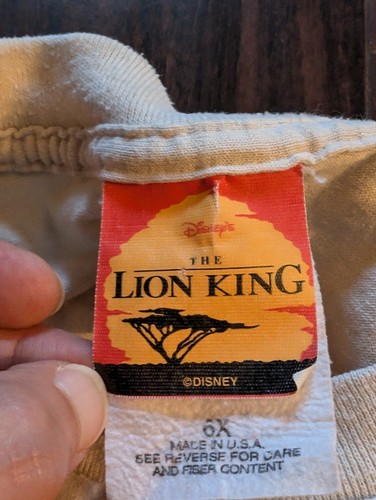 Disney's
THE
LION KING
©DISNEY
6X
MADE IN U.S.A.
SEE REVERSE FOR CARE
AND FIBER CONTENT